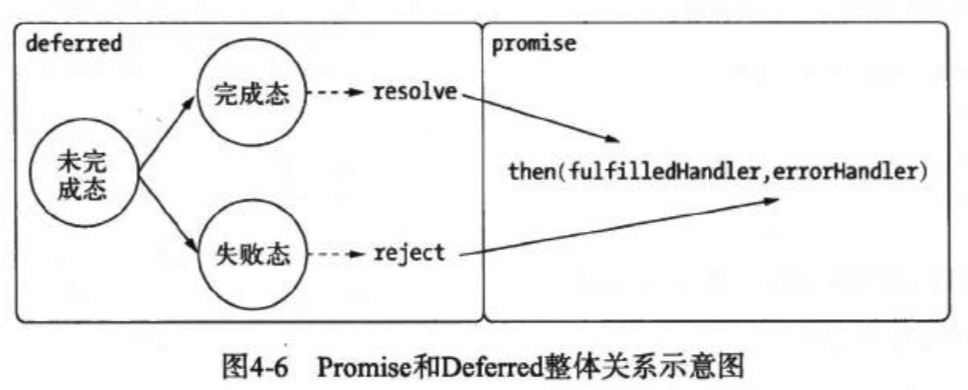 deferred
promise
完成态
resolve
未完
成态
then(fulfilledHandler,errorHandler)
失败态
reject
图4-6 Promise和Deferred整体关系示意图